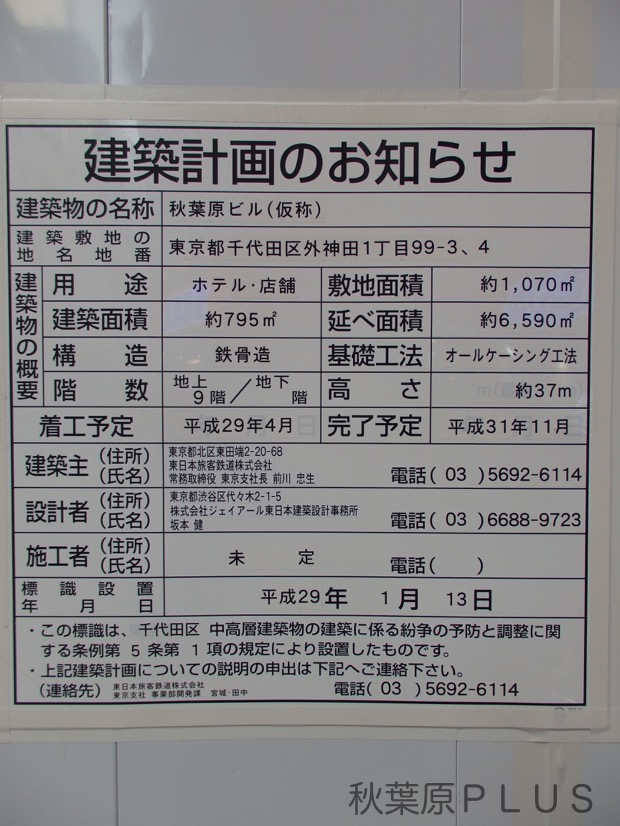 建築計画のお知らせ
建築物の名称 秋葉原ビル(仮称)
建築敷地の
地名地番 東京都千代田区外神田1丁目99-3、4
建築物の概要
用途 ホテル・店舗 敷地面積 約1,070㎡
建築面積 約795㎡ 延べ面積 約6,590㎡
構造 鉄骨造 基礎工法 オールケーシング工法
階数 地上9階/地下 階 高さ 約37m
着工予定 平成29年4月 完了予定 平成31年11月
建築主(住所)(氏名) 東京都北区東田端2-20-68
東日本旅客鉄道株式会社
常務取締役 東京支社長 前川 忠生 電話(03)5692-6114
設計者(住所)(氏名) 東京都渋谷区代々木2-1-5
株式会社ジェイアール東日本建築設計事務所
坂本 健 電話(03)6688-9723
施工者(住所)(氏名) 未定 電話( )
標識設置
年月日 平成29年 1月 13日
・この標識は、千代田区 中高層建築物の建築に係る紛争の予防と調整に関
する条例第5条第1項の規定により設置したものです。
・上記建築計画についての説明の申出は下記へご連絡下さい。
(連絡先) 東日本旅客鉄道株式会社
東京支社 事業部開発課 宮城・田中 電話(03)5692-6114
秋葉原PLUS